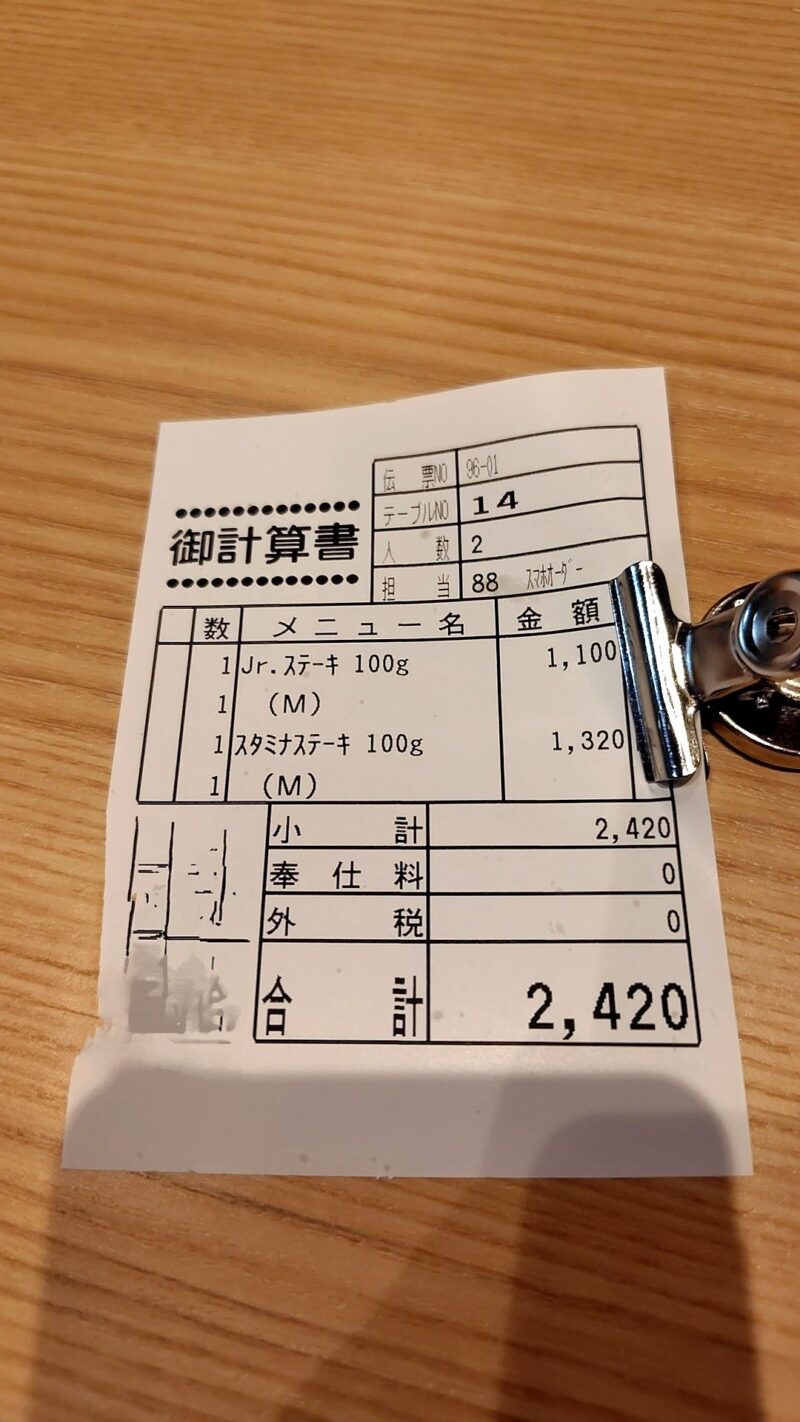 伝票NO 96-01
テーブルNO 14
御計算書
人数 2
担当 88 ｽﾏﾎｵｰﾀﾞｰ
数 メニュー名 金額
1 Jr.ｽﾃｰｷ 100g 1,100
1 (M)
1 ｽﾀﾐﾅｽﾃｰｷ 100g 1,320
1 (M)
小計 2,420
奉仕料 0
外税 0
合計 2,420